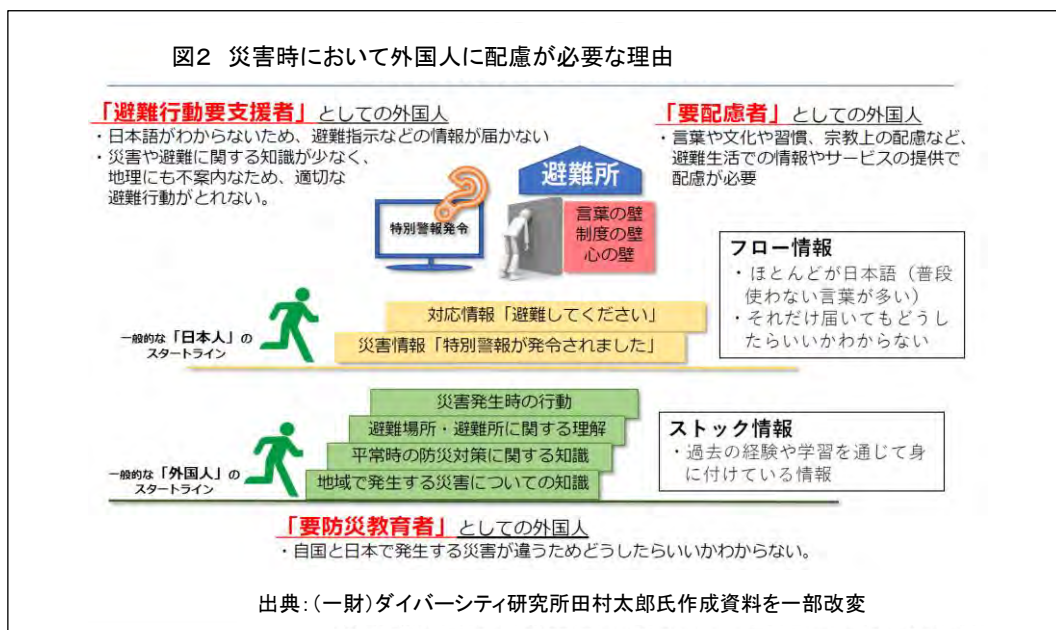 図2 災害時において外国人に配慮が必要な理由
「避難行動要支援者」としての外国人
・日本語がわからないため、避難指示などの情報が届かない
・災害や避難に関する知識が少なく、
地理にも不案内なため、適切な
避難行動がとれない。
「要配慮者」としての外国人
・言葉や文化や習慣、宗教上の配慮など、
避難生活での情報やサービスの提供で
配慮が必要
特別警報発令
避難所
言葉の壁
制度の壁
心の壁
フロー情報
・ほとんどが日本語（普段
使わない言葉が多い）
・それだけ届いてもどうし
たらいいかわからない
一般的な「日本人」の
スタートライン
対応情報「避難してください」
災害情報「特別警報が発令されました」
災害発生時の行動
避難場所・避難所に関する理解
平常時の防災対策に関する知識
地域で発生する災害についての知識
一般的な「外国人」の
スタートライン
ストック情報
・過去の経験や学習を通じて身
に付けている情報
「要防災教育者」としての外国人
・自国と日本で発生する災害が違うためどうしたらいいかわからない。
出典：（一財）ダイバーシティ研究所田村太郎氏作成資料を一部改変